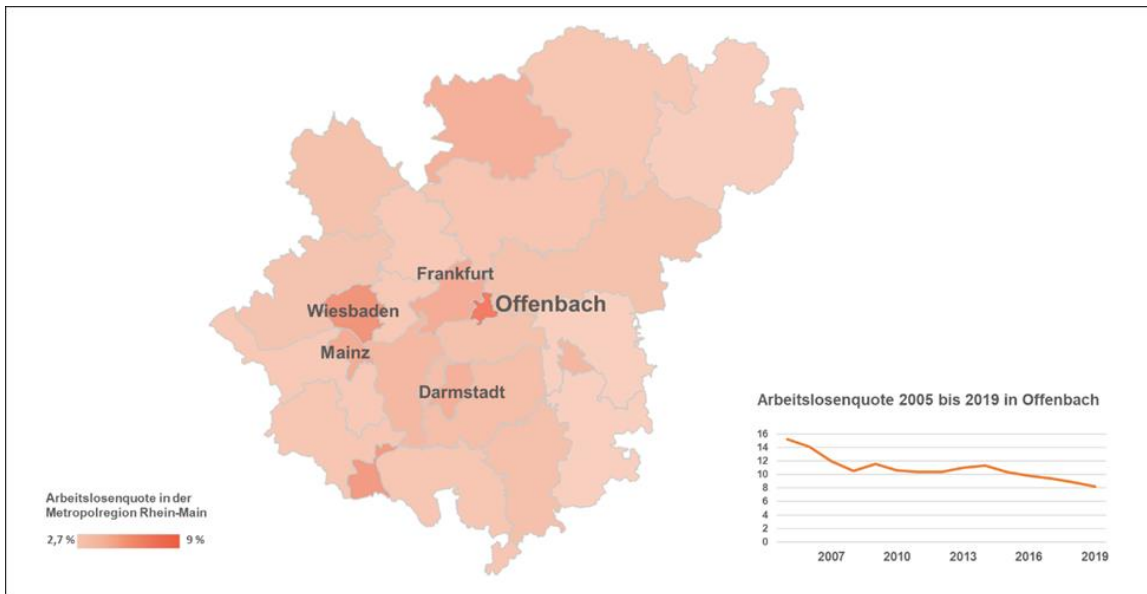 Frankfurt
Offenbach
Wiesbaden
Mainz
Darmstadt
Arbeitslosenquote in der
Metropolregion Rhein-Main
2,7 %
9 %
Arbeitslosenquote 2005 bis 2019 in Offenbach
16
14
12
10
8
6
4
2
0
2007
2010
2013
2016
2019